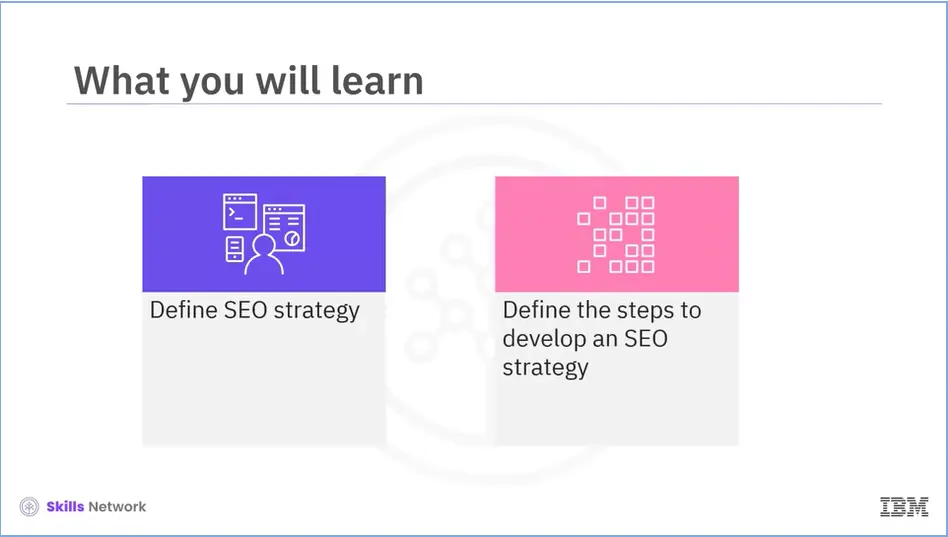 What you will learn
Define SEO strategy
Define the steps to
develop an SEO
strategy
Skills Network
IBM